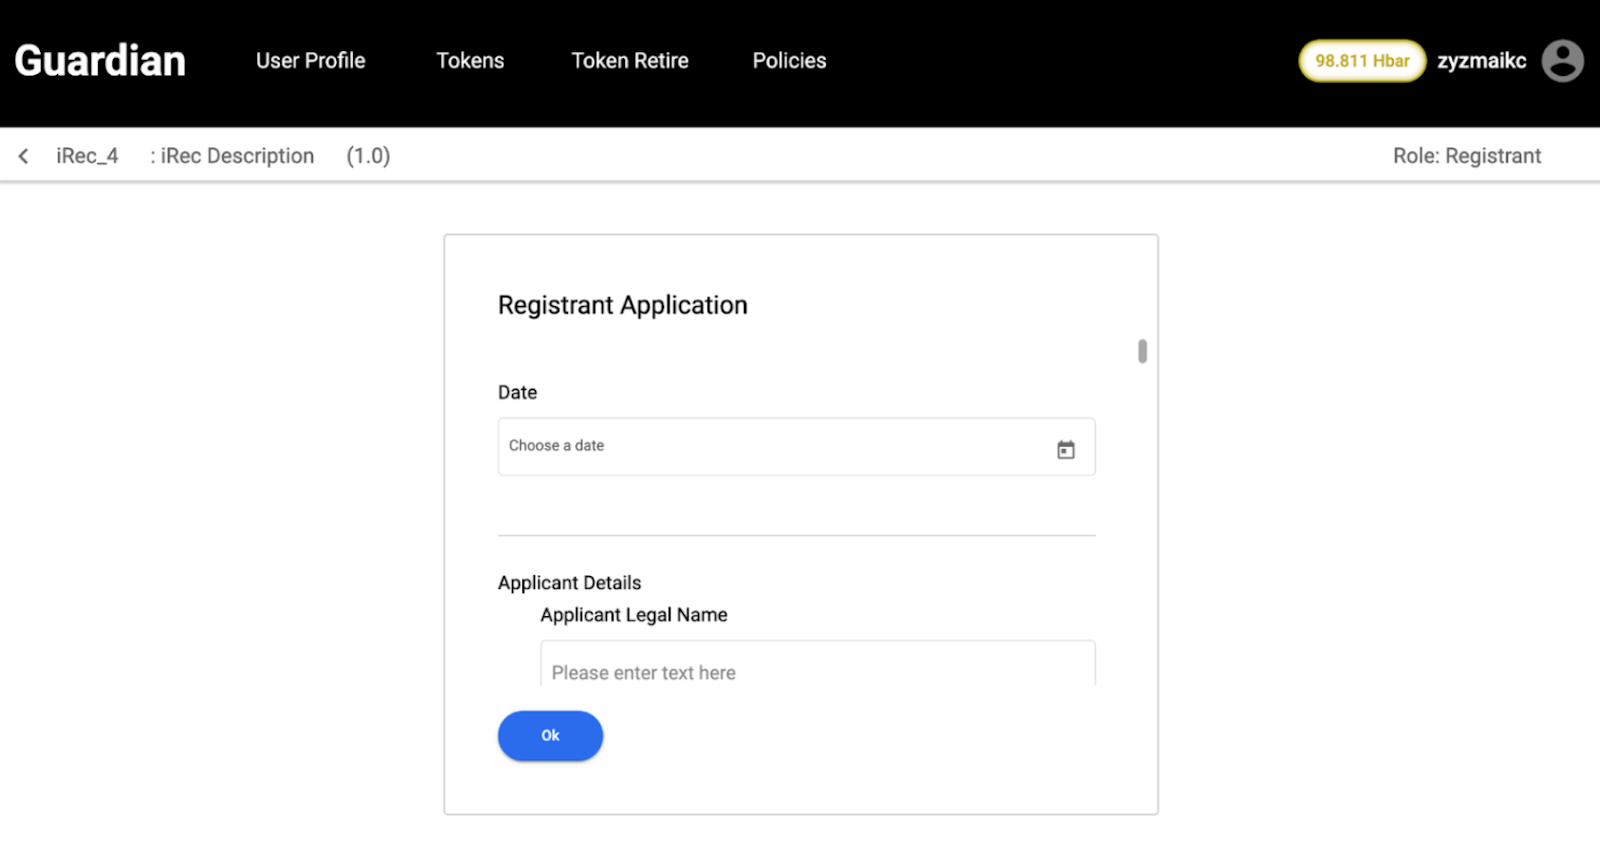 Guardian User Profile Tokens Token Retire Policies 98.811 Hbar zyzmaikc
iRec_4 : iRec Description (1.0) Role: Registrant
Registrant Application
Date
Choose a date
Applicant Details
Applicant Legal Name
Please enter text here
Ok